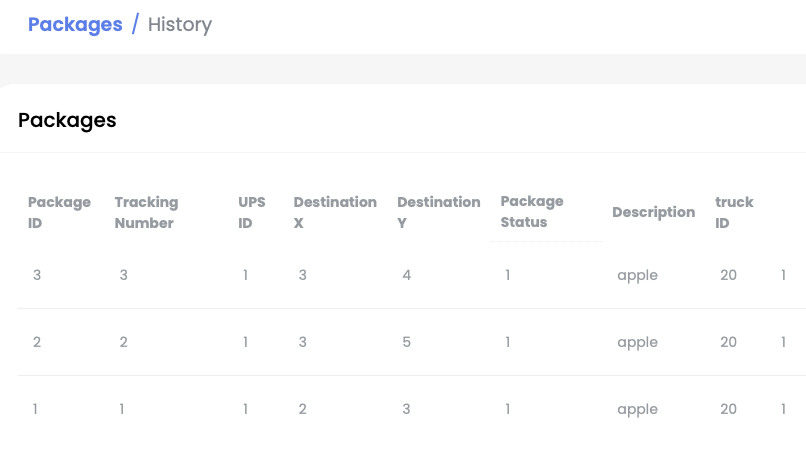 Packages / History
Packages
Package ID Tracking Number UPS ID Destination X Destination Y Package Status Description truck ID
3 3 1 3 4 1 apple 20 1
2 2 1 3 5 1 apple 20 1
1 1 1 2 3 1 apple 20 1